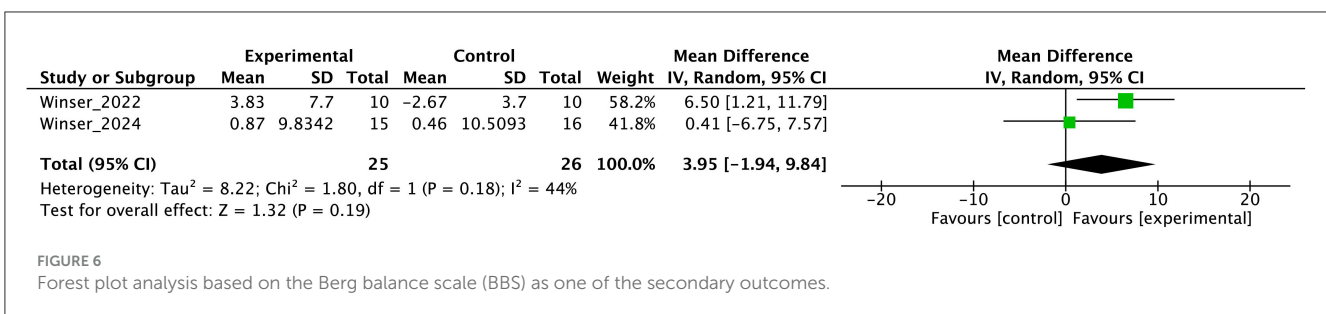 Experimental Control Mean Difference Mean Difference
Study or Subgroup Mean SD Total Mean SD Total Weight IV, Random, 95% CI IV, Random, 95% CI
Winser_2022 3.83 7.7 10 −2.67 3.7 10 58.2% 6.50 [1.21, 11.79]
Winser_2024 0.87 9.8342 15 0.46 10.5093 16 41.8% 0.41 [−6.75, 7.57]
Total (95% CI) 25 26 100.0% 3.95 [−1.94, 9.84]
Heterogeneity: Tau² = 8.22; Chi² = 1.80, df = 1 (P = 0.18); I² = 44%
Test for overall effect: Z = 1.32 (P = 0.19)
−20 −10 0 10 20
Favours [control] Favours [experimental]
FIGURE 6
Forest plot analysis based on the Berg balance scale (BBS) as one of the secondary outcomes.